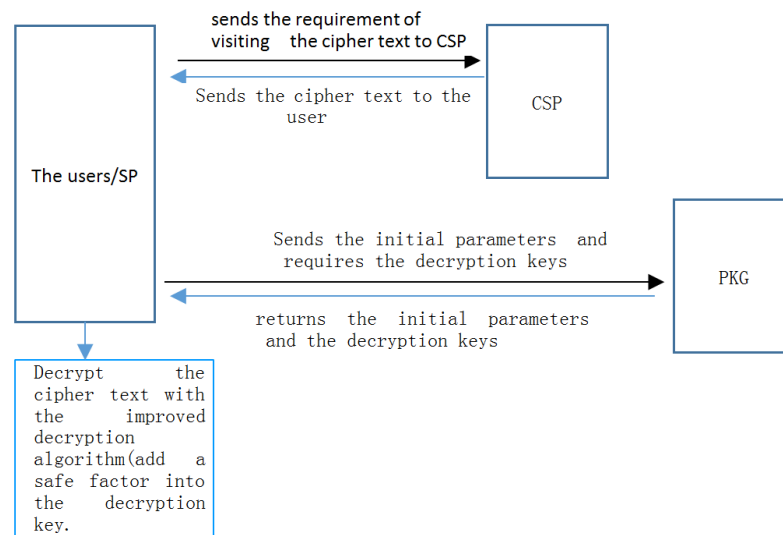 sends the requirement of
visiting the cipher text to CSP
Sends the cipher text to the
user
CSP
The users/SP
Sends the initial parameters and
requires the decryption keys
PKG
returns the initial parameters
and the decryption keys
Decrypt the
cipher text with
the improved
decryption
algorithm(add a
safe factor into
the decryption
key.